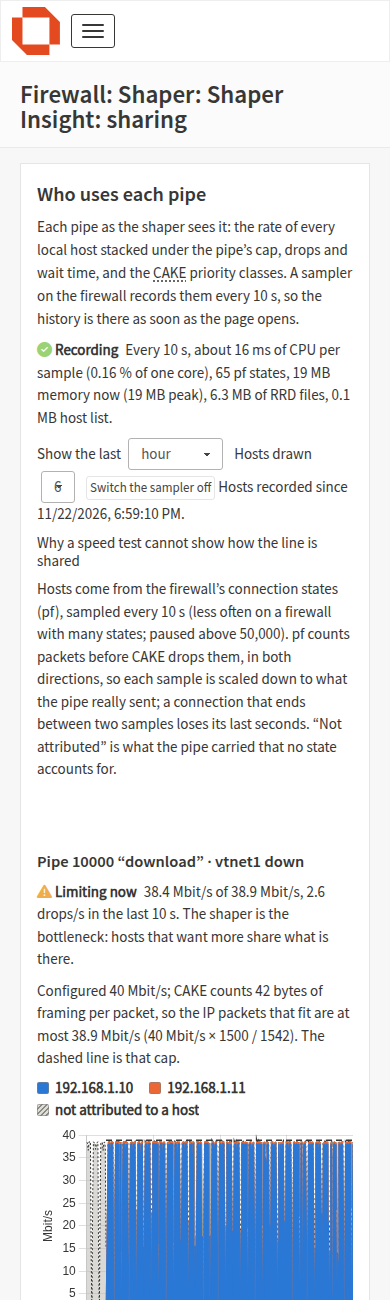 Firewall: Shaper: Shaper
Insight: sharing
Who uses each pipe
Each pipe as the shaper sees it: the rate of every
local host stacked under the pipe’s cap, drops and
wait time, and the CAKE priority classes. A sampler
on the firewall records them every 10 s, so the
history is there as soon as the page opens.
Recording Every 10 s, about 16 ms of CPU per
sample (0.16 % of one core), 65 pf states, 19 MB
memory now (19 MB peak), 6.3 MB of RRD files, 0.1
MB host list.
Show the last hour Hosts drawn
6 Switch the sampler off Hosts recorded since
11/22/2026, 6:59:10 PM.
Why a speed test cannot show how the line is
shared
Hosts come from the firewall’s connection states
(pf), sampled every 10 s (less often on a firewall
with many states; paused above 50,000). pf counts
packets before CAKE drops them, in both
directions, so each sample is scaled down to what
the pipe really sent; a connection that ends
between two samples loses its last seconds. “Not
attributed” is what the pipe carried that no state
accounts for.
Pipe 10000 “download” · vtnet1 down
Limiting now 38.4 Mbit/s of 38.9 Mbit/s, 2.6
drops/s in the last 10 s. The shaper is the
bottleneck: hosts that want more share what is
there.
Configured 40 Mbit/s; CAKE counts 42 bytes of
framing per packet, so the IP packets that fit are at
most 38.9 Mbit/s (40 Mbit/s × 1500 / 1542). The
dashed line is that cap.
192.168.1.10 192.168.1.11
not attributed to a host
40
35
30
25
20
15
10
5
Mbit/s